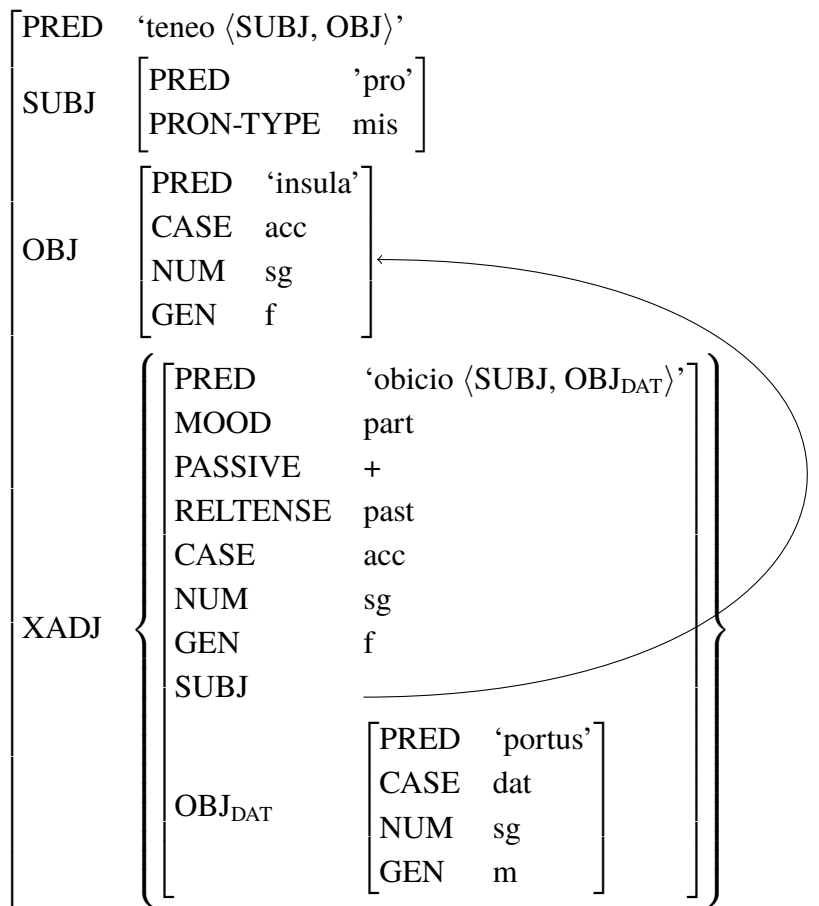 PRED ‘teneo ⟨SUBJ, OBJ⟩’
SUBJ
PRED ’pro’
PRON-TYPE mis
OBJ
PRED ‘insula’
CASE acc
NUM sg
GEN f
XADJ
PRED ‘obicio ⟨SUBJ, OBJDAT⟩’
MOOD part
PASSIVE +
RELTENSE past
CASE acc
NUM sg
GEN f
SUBJ
OBJDAT
PRED ‘portus’
CASE dat
NUM sg
GEN m